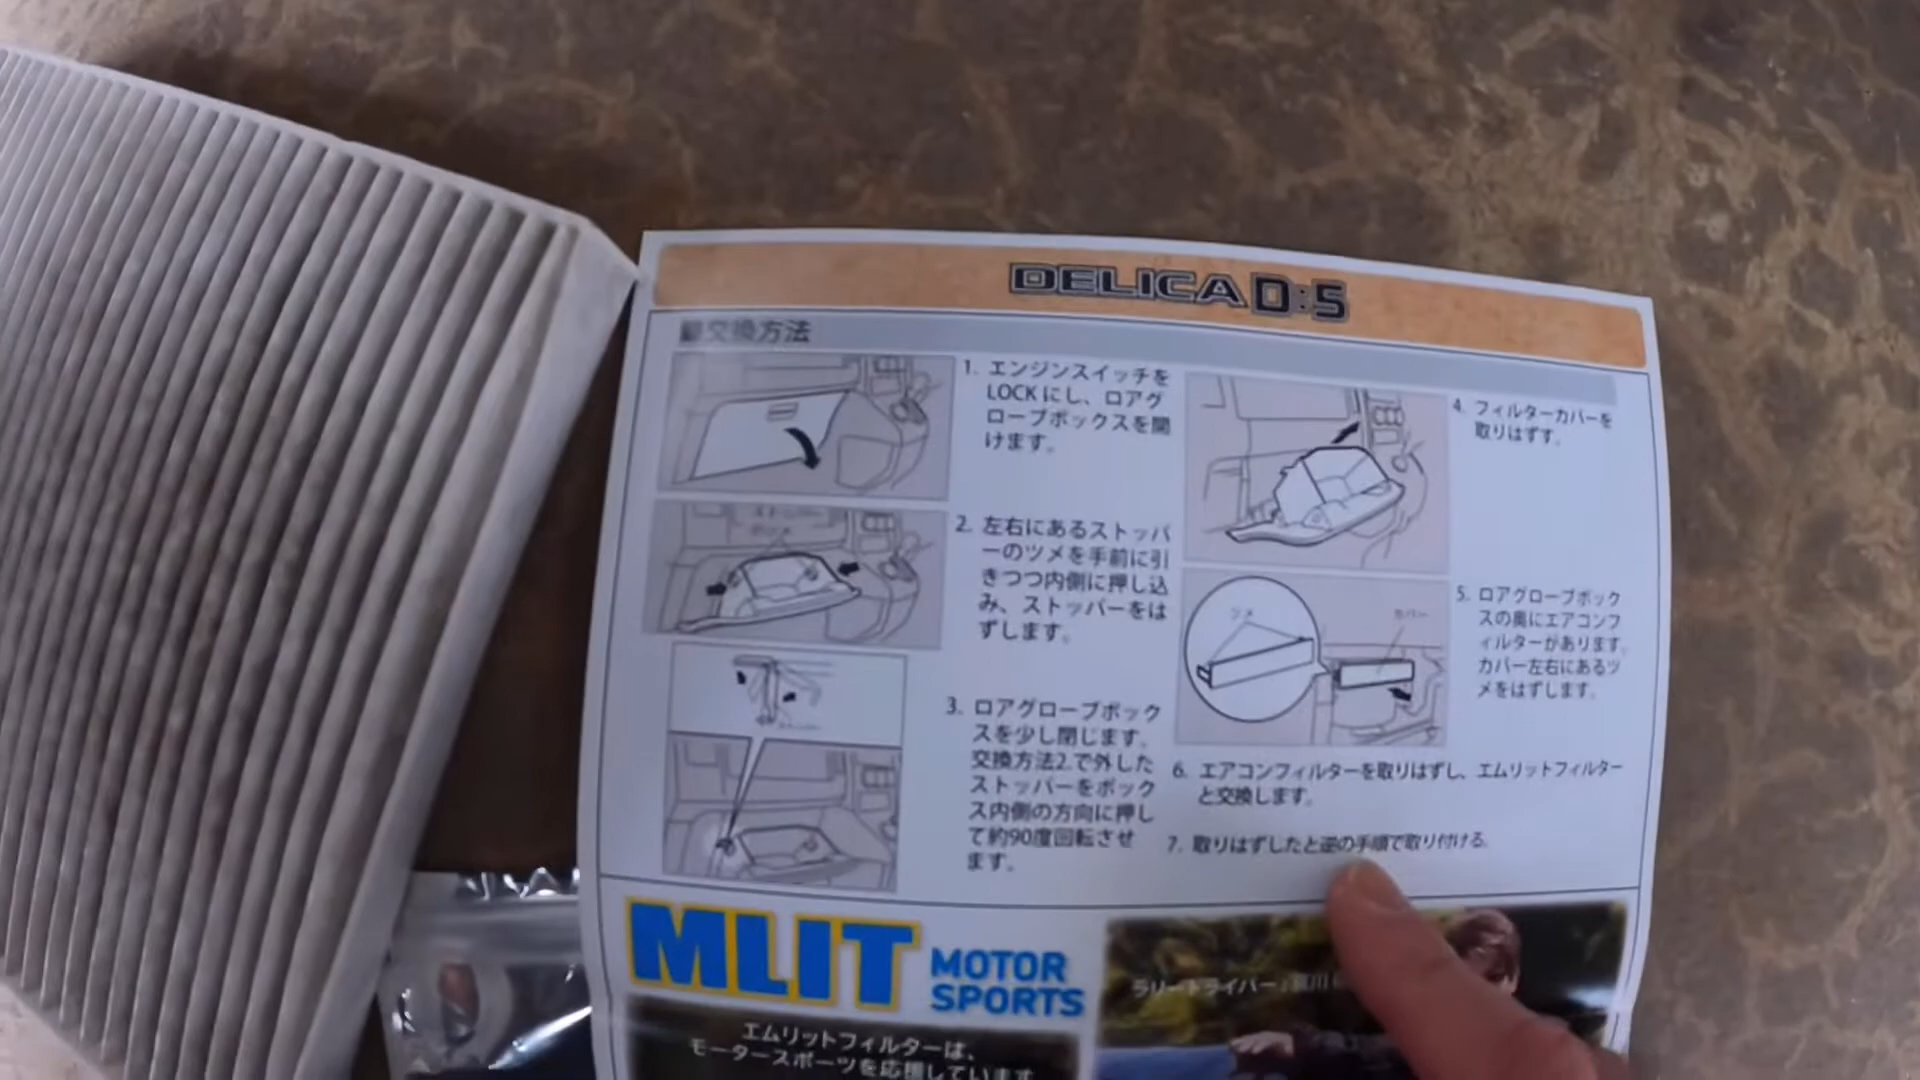 DELICA D:5
交換方法
1. エンジンスイッチを
LOCKにし、ロアグ
ローブボックスを開
けます。
2. 左右にあるストッパ
ーのツメを手前に引
きつつ内側に押し込
み、ストッパーをは
ずします。
3. ロアグローブボック
スを少し閉じます。
交換方法2.で外した
ストッパーをボック
ス内側の方向に押し
て約90度回転させ
ます。
4. フィルターカバーを
取りはずす。
ツメ
カバー
5. ロアグローブボック
スの奥にエアコンフ
ィルターがあります。
カバー左右にあるツ
メをはずします。
6. エアコンフィルターを取りはずし、エムリットフィルター
と交換します。
7. 取りはずしたと逆の手順で取り付ける。
MLIT
MOTOR
SPORTS
エムリットフィルターは、
モータースポーツを応援しています
ラリードライバー